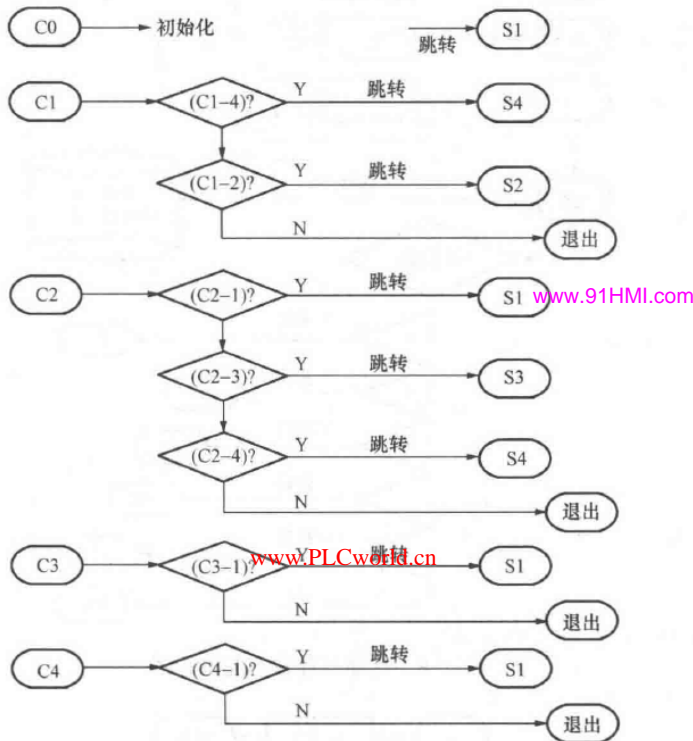 C0 初始化 跳转 S1
C1 (C1-4)? Y 跳转 S4
(C1-2)? Y 跳转 S2
N 退出
C2 (C2-1)? Y 跳转 S1 www.91HMI.com
(C2-3)? Y 跳转 S3
(C2-4)? Y 跳转 S4
N 退出
C3 (C3-1)? Y 跳转 S1
www.PLCworld.cn
N 退出
C4 (C4-1)? Y 跳转 S1
N 退出